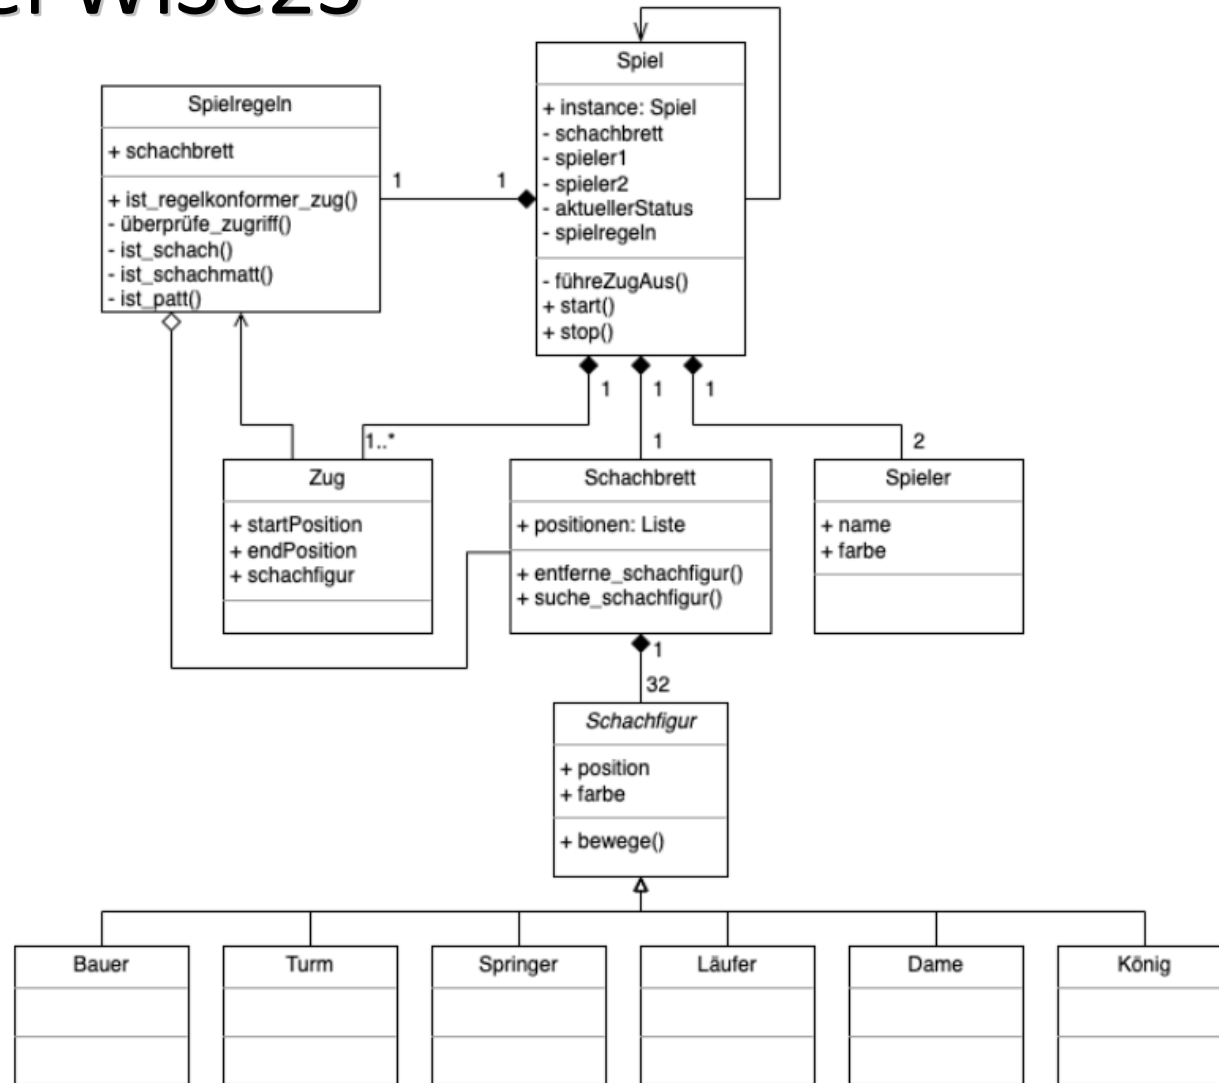 er WiSe23
Spiel
+ instance: Spiel
- schachbrett
- spieler1
- spieler2
- aktuellerStatus
- spielregeln
- führeZugAus()
+ start()
+ stop()
Spielregeln
+ schachbrett
+ ist_regelkonformer_zug()
- überprüfe_zugriff()
- ist_schach()
- ist_schachmatt()
- ist_patt()
1
1
1
1
1
1..*
1
2
Zug
+ startPosition
+ endPosition
+ schachfigur
Schachbrett
+ positionen: Liste
+ entferne_schachfigur()
+ suche_schachfigur()
Spieler
+ name
+ farbe
1
32
Schachfigur
+ position
+ farbe
+ bewege()
Bauer
Turm
Springer
Läufer
Dame
König